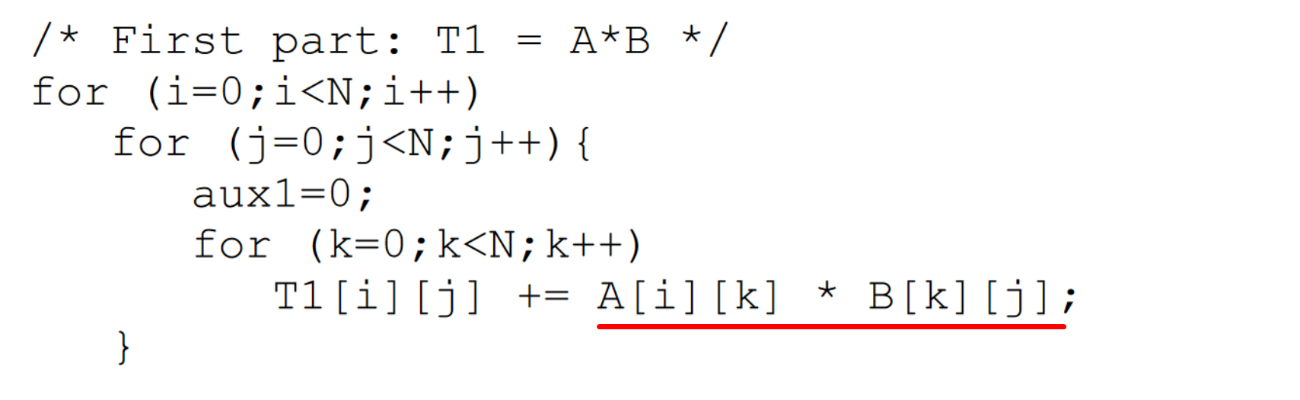 /* First part: T1 = A*B */
for (i=0;i<N;i++)
for (j=0;j<N;j++){
aux1=0;
for (k=0;k<N;k++)
T1[i][j] += A[i][k] * B[k][j];
}